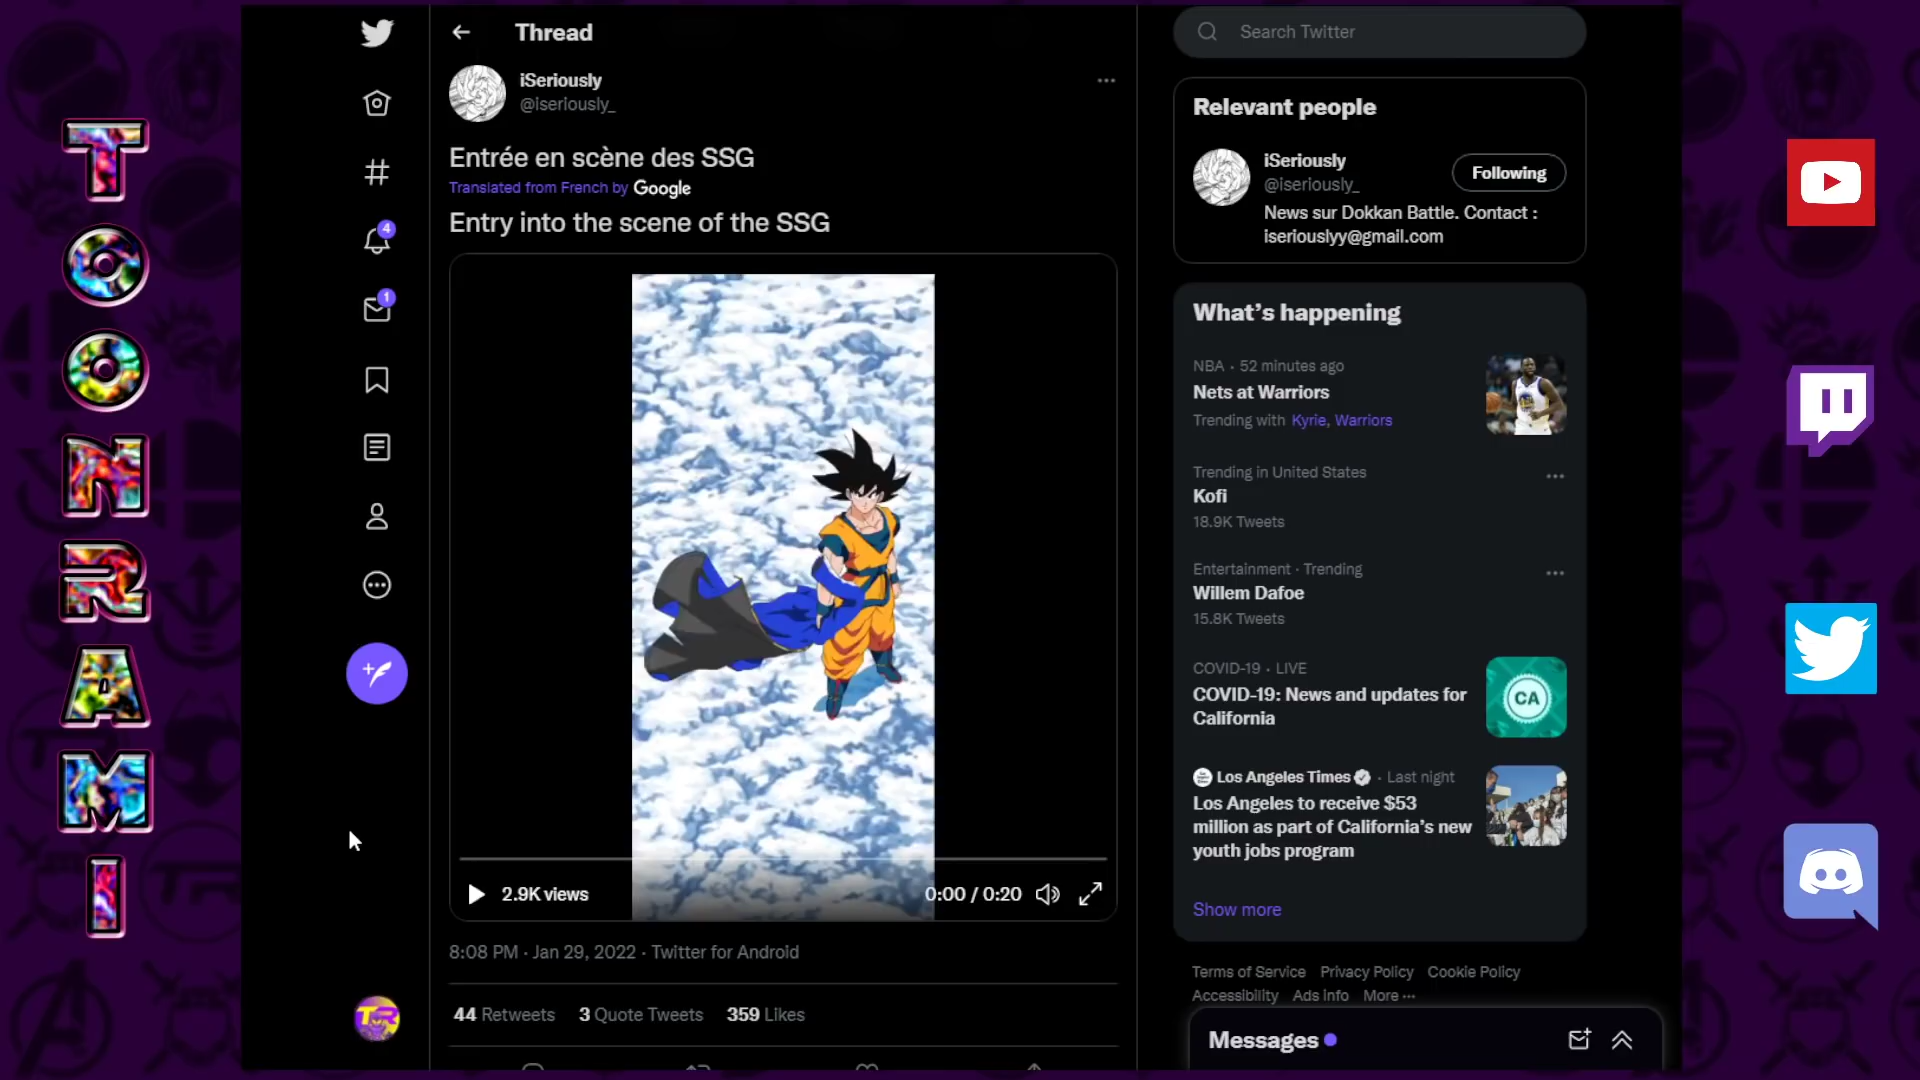 TOONRAMI
Thread
iSeriously
@iseriously_
Entrée en scène des SSG
Translated from French by Google
Entry into the scene of the SSG
4
1
2.9K views
0:00 / 0:20
8:08 PM · Jan 29, 2022 · Twitter for Android
44 Retweets 3 Quote Tweets 359 Likes
Search Twitter
Relevant people
iSeriously
@iseriously_
Following
News sur Dokkan Battle. Contact :
iseriouslyy@gmail.com
What's happening
NBA · 52 minutes ago
Nets at Warriors
Trending with Kyrie, Warriors
Trending in United States
Kofi
18.9K Tweets
Entertainment · Trending
Willem Dafoe
15.8K Tweets
COVID-19 · LIVE
COVID-19: News and updates for
California
CA
Los Angeles Times · Last night
Los Angeles to receive $53
million as part of California's new
youth jobs program
Show more
Terms of Service Privacy Policy Cookie Policy
Accessibility Ads info More ···
Messages
TR